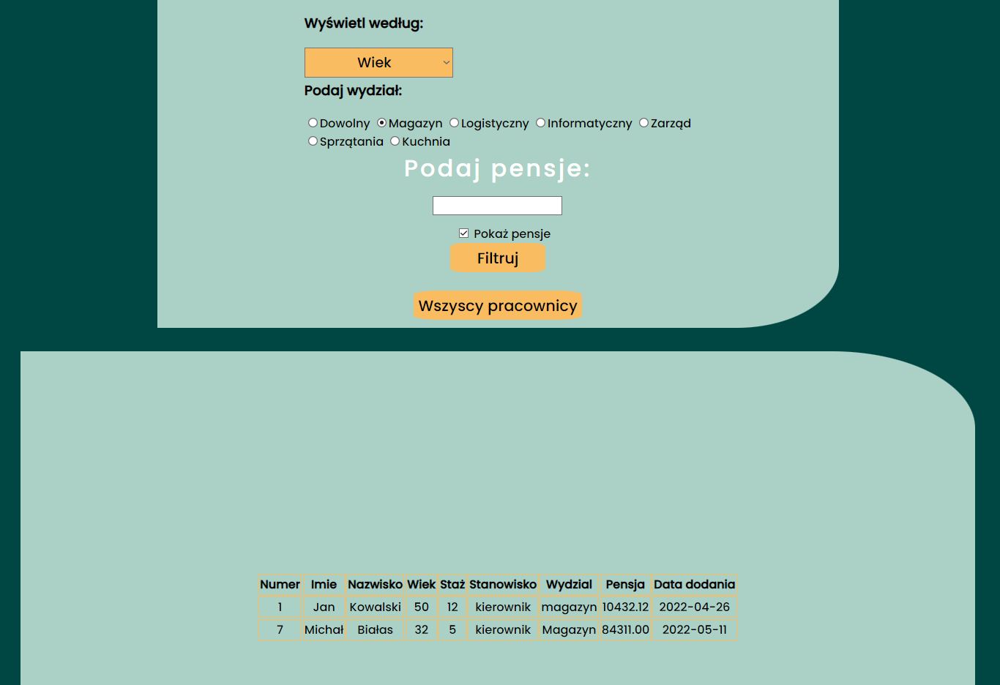 Wyświetl według:
Wiek
Podaj wydział:
Dowolny Magazyn Logistyczny Informatyczny Zarząd
Sprzątania Kuchnia
Podaj pensje:
Pokaż pensje
Filtruj
Wszyscy pracownicy
Numer Imie Nazwisko Wiek Staż Stanowisko Wydzial Pensja Data dodania
1 Jan Kowalski 50 12 kierownik magazyn 10432.12 2022-04-26
7 Michał Białas 32 5 kierownik Magazyn 84311.00 2022-05-11